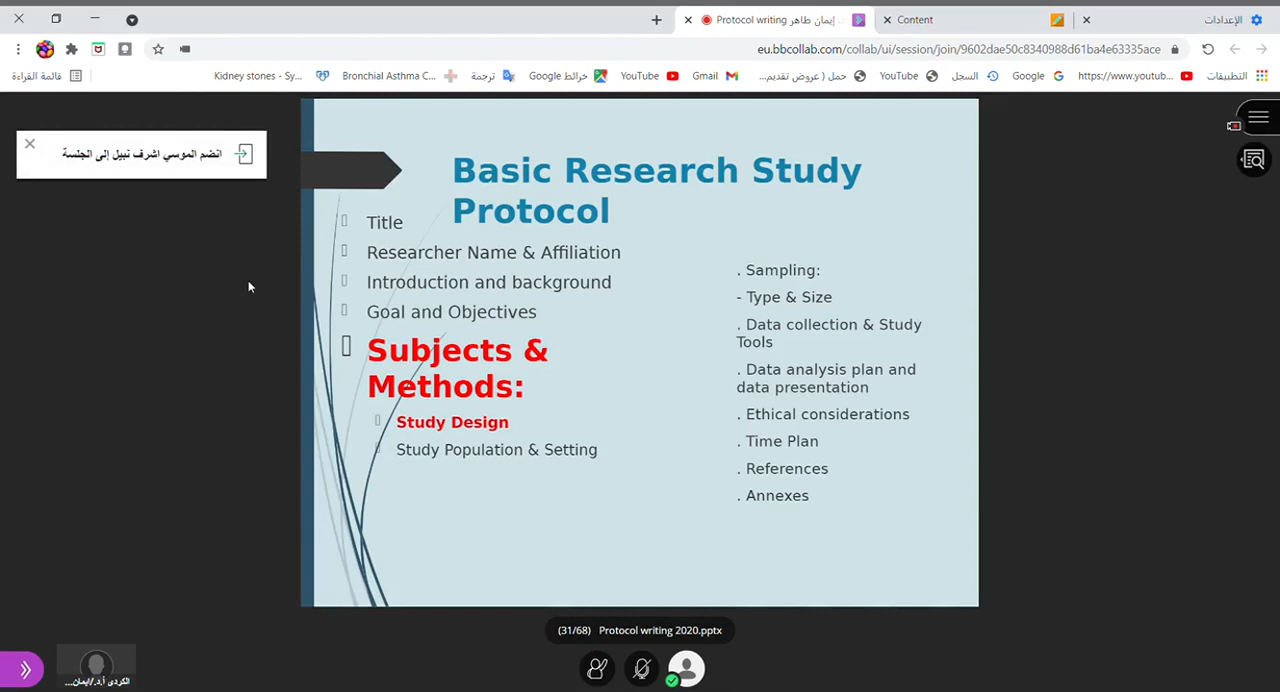 Protocol writing إيمان طاهر ...
Content
الإعدادات
eu.bbcollab.com/collab/ui/session/join/9602dae50c8340988d61ba4e63335ace
قائمة القراءة
Kidney stones - Sy...
Bronchial Asthma C...
ترجمة
خرائط Google
YouTube
Gmail
حمل ( عروض تقديم...
YouTube
السجل
Google
https://www.youtub...
التطبيقات
انضم الموسي اشرف نبيل إلى الجلسة
Basic Research Study
Protocol
Title
Researcher Name & Affiliation
Introduction and background
Goal and Objectives
Subjects &
Methods:
Study Design
Study Population & Setting
. Sampling:
- Type & Size
. Data collection & Study
Tools
. Data analysis plan and
data presentation
. Ethical considerations
. Time Plan
. References
. Annexes
(31/68) Protocol writing 2020.pptx
الكردى أ.د./ايمان...